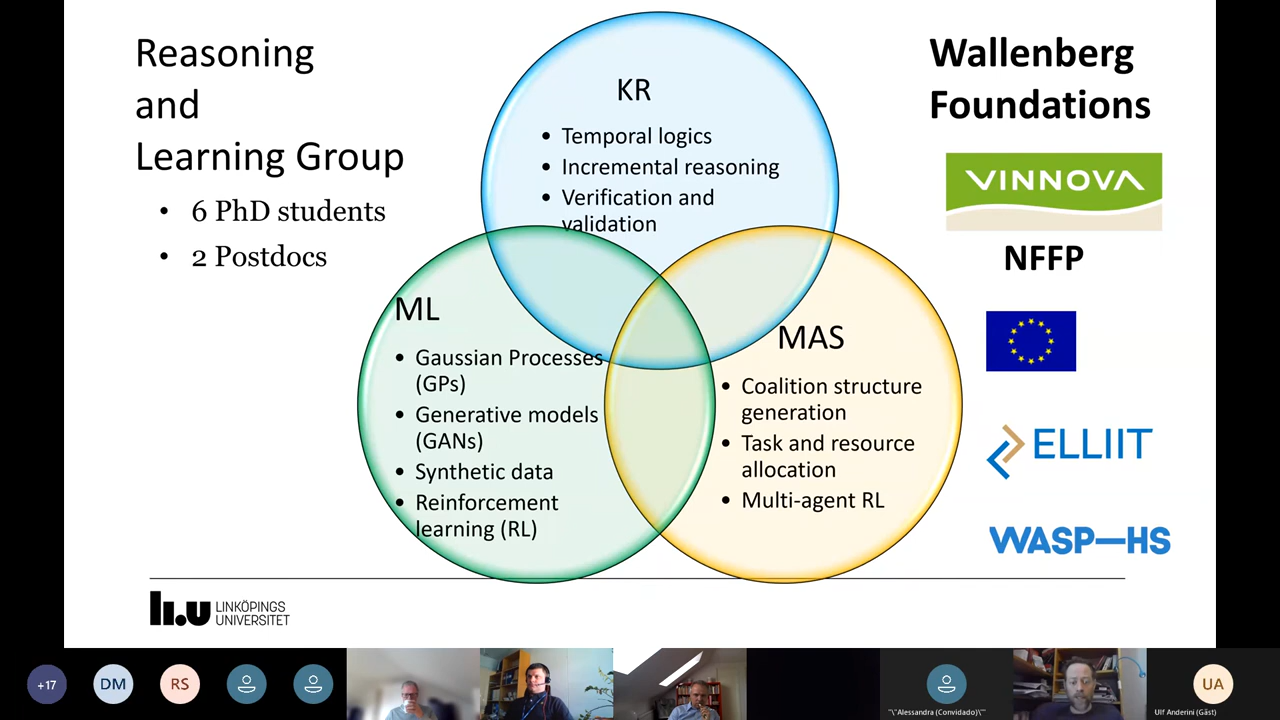 Reasoning
and
Learning Group
• 6 PhD students
• 2 Postdocs
KR
• Temporal logics
• Incremental reasoning
• Verification and
validation
ML
• Gaussian Processes
(GPs)
• Generative models
(GANs)
• Synthetic data
• Reinforcement
learning (RL)
MAS
• Coalition structure
generation
• Task and resource
allocation
• Multi-agent RL
Wallenberg
Foundations
VINNOVA
NFFP
ELLIIT
WASP—HS
li.u LINKÖPINGS
UNIVERSITET
+17
DM
RS
"\"Alessandra (Convidado)\""
UA
Ulf Anderini (Gäst)